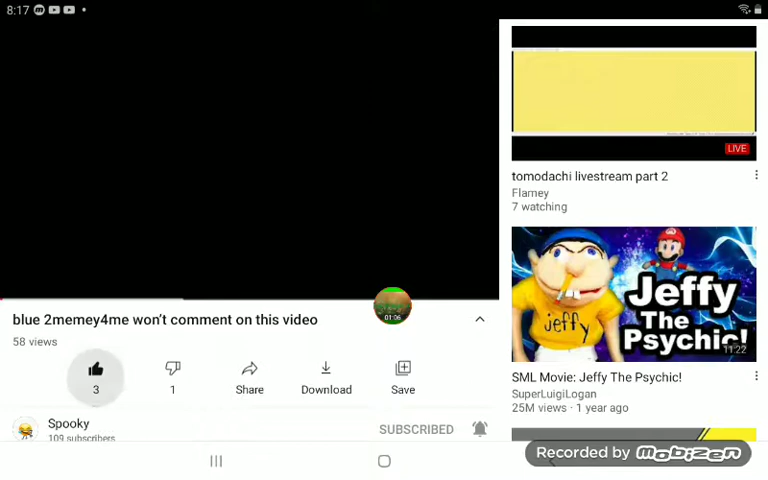 8:17
LIVE
tomodachi livestream part 2
Flamey
7 watching
jeffy
Jeffy
The
Psychic!
11:22
01:06
blue 2memey4me won't comment on this video
58 views
3
1
Share
Download
Save
SML Movie: Jeffy The Psychic!
SuperLuigiLogan
25M views · 1 year ago
Spooky
109 subscribers
SUBSCRIBED
Recorded by mobizen